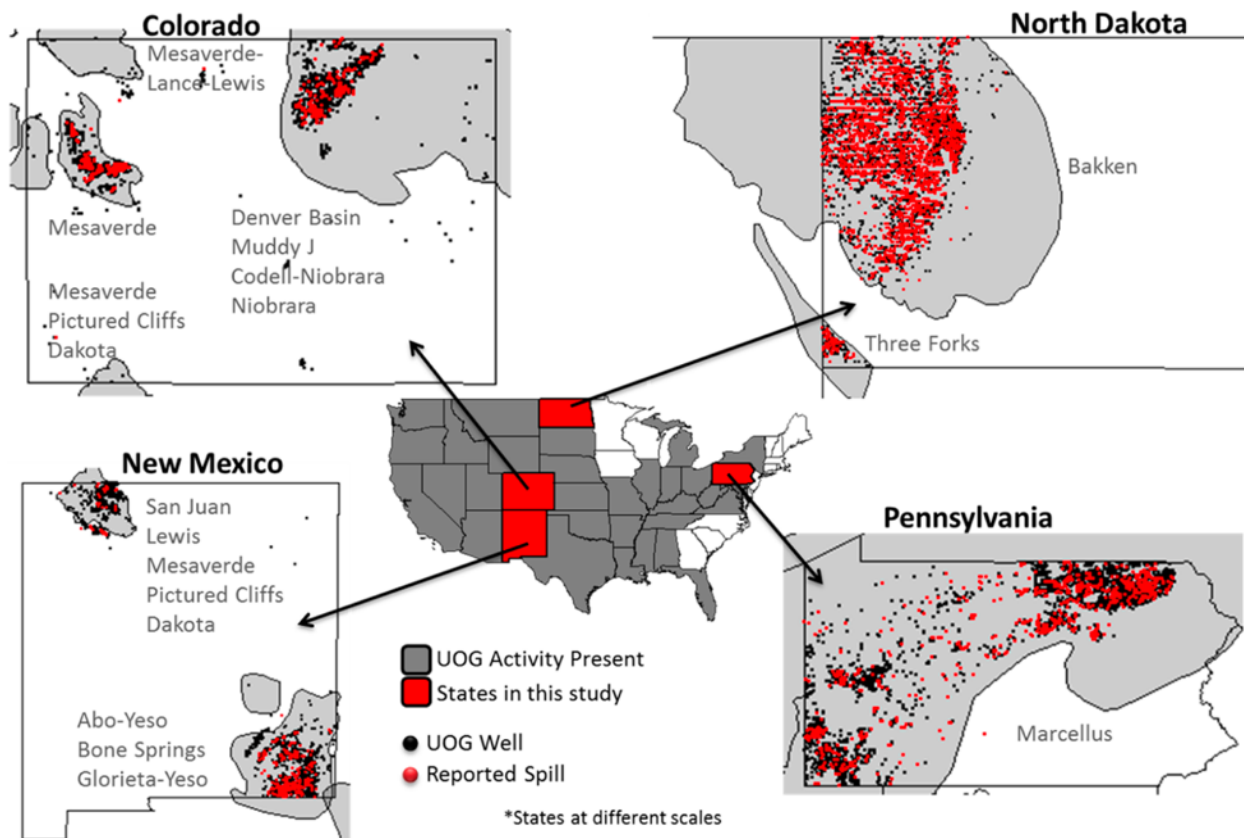 Colorado
Mesaverde-
Lance-Lewis
Mesaverde
Denver Basin
Muddy J
Codell-Niobrara
Niobrara
Mesaverde
Pictured Cliffs
Dakota
North Dakota
Bakken
Three Forks
New Mexico
San Juan
Lewis
Mesaverde
Pictured Cliffs
Dakota
Abo-Yeso
Bone Springs
Glorieta-Yeso
Pennsylvania
Marcellus
UOG Activity Present
States in this study
UOG Well
Reported Spill
*States at different scales